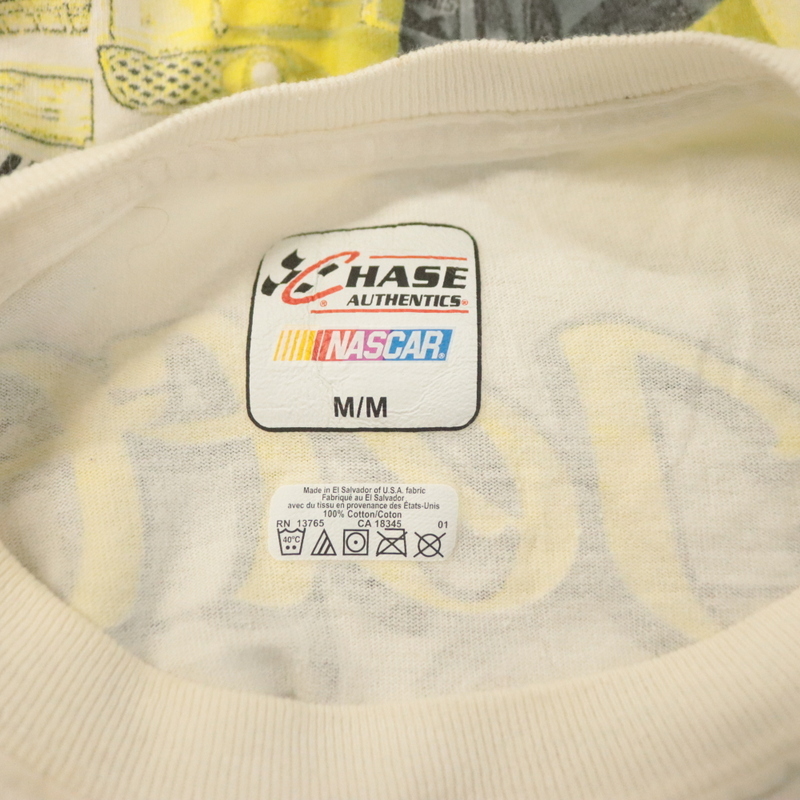 CHASE
AUTHENTICS®
®
NASCAR®
M/M
Made in El Salvador of U.S.A. fabric
Fabriqué au El Salvador
avec du tissu en provenance des États-Unis
100% Cotton/Coton
RN 13765 CA 18345 01
40°C